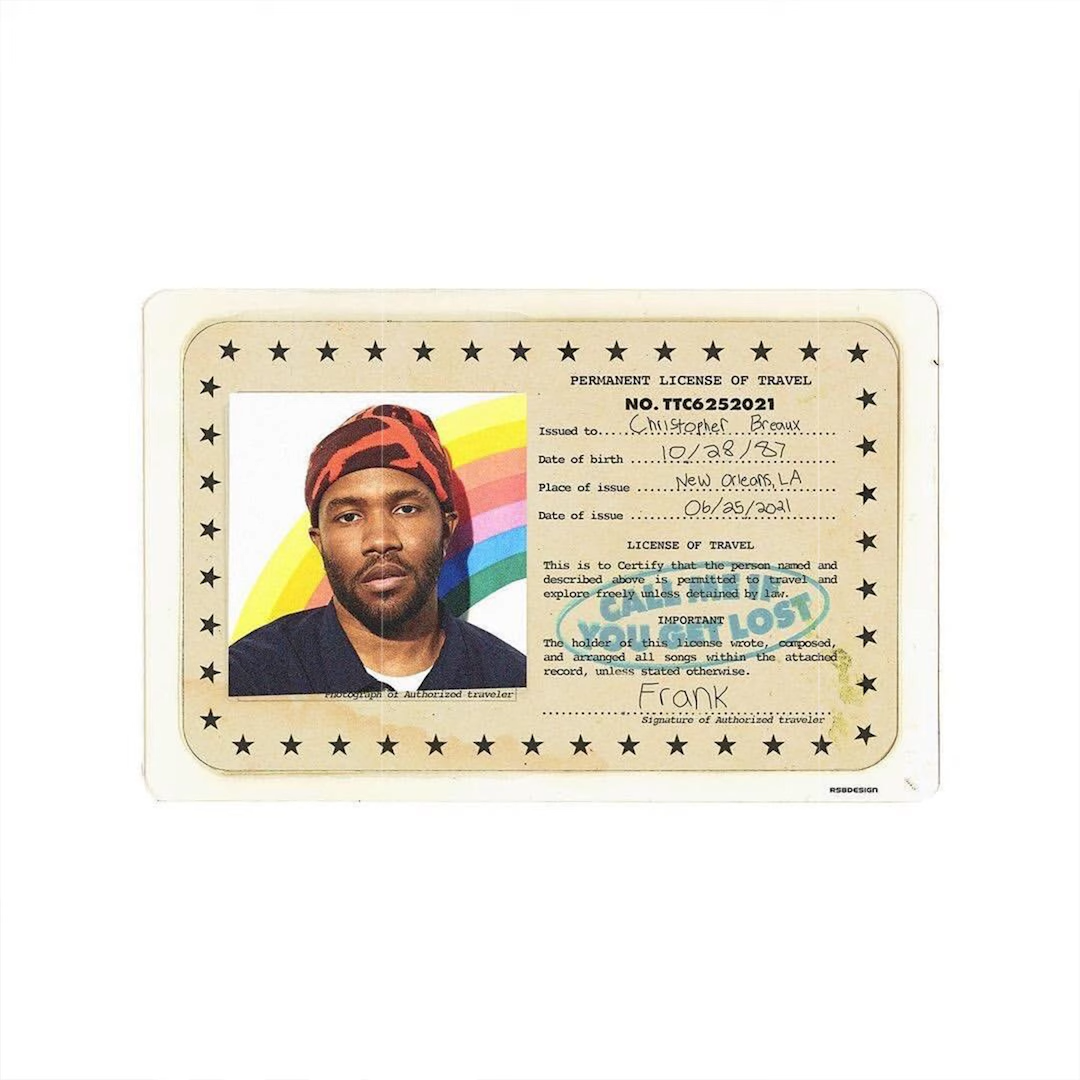 PERMANENT LICENSE OF TRAVEL
NO. TTC6252021
Issued to.... Christopher Breaux
Date of birth ..... 10/28/87
Place of issue ...... New Orleans, LA
Date of issue ....... 06/25/2021
LICENSE OF TRAVEL
This is to Certify that the person named and
described above is permitted to travel and
explore freely unless detained by law.
CALL ME IF
YOU GET LOST
IMPORTANT
The holder of this license wrote, composed,
and arranged all songs within the attached
record, unless stated otherwise.
Frank
Signature of Authorized traveler
Photograph of Authorized traveler
RSBDESIGN